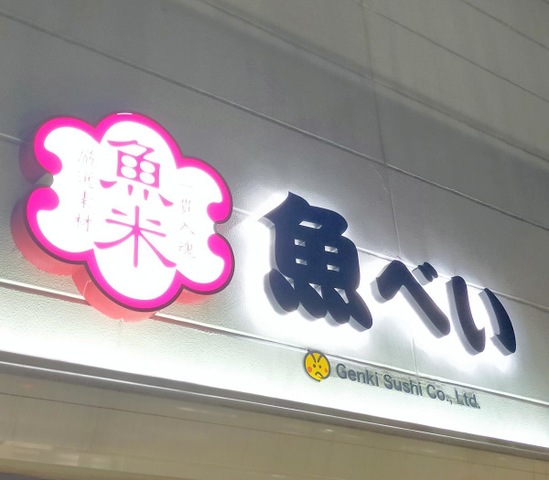 一貫入魂
魚米
厳選素材
魚べい
Genki Sushi Co., Ltd.